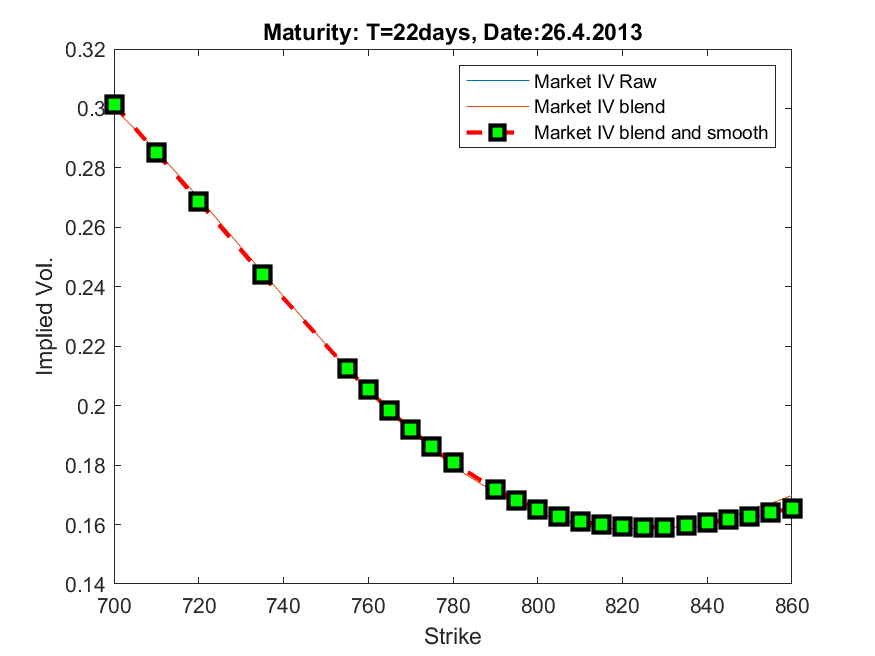 Maturity: T=22days, Date:26.4.2013
0.32
Market IV Raw
Market IV blend
Market IV blend and smooth
0.3
0.28
0.26
0.24
0.22
0.2
0.18
0.16
0.14
Implied Vol.
700 720 740 760 780 800 820 840 860
Strike